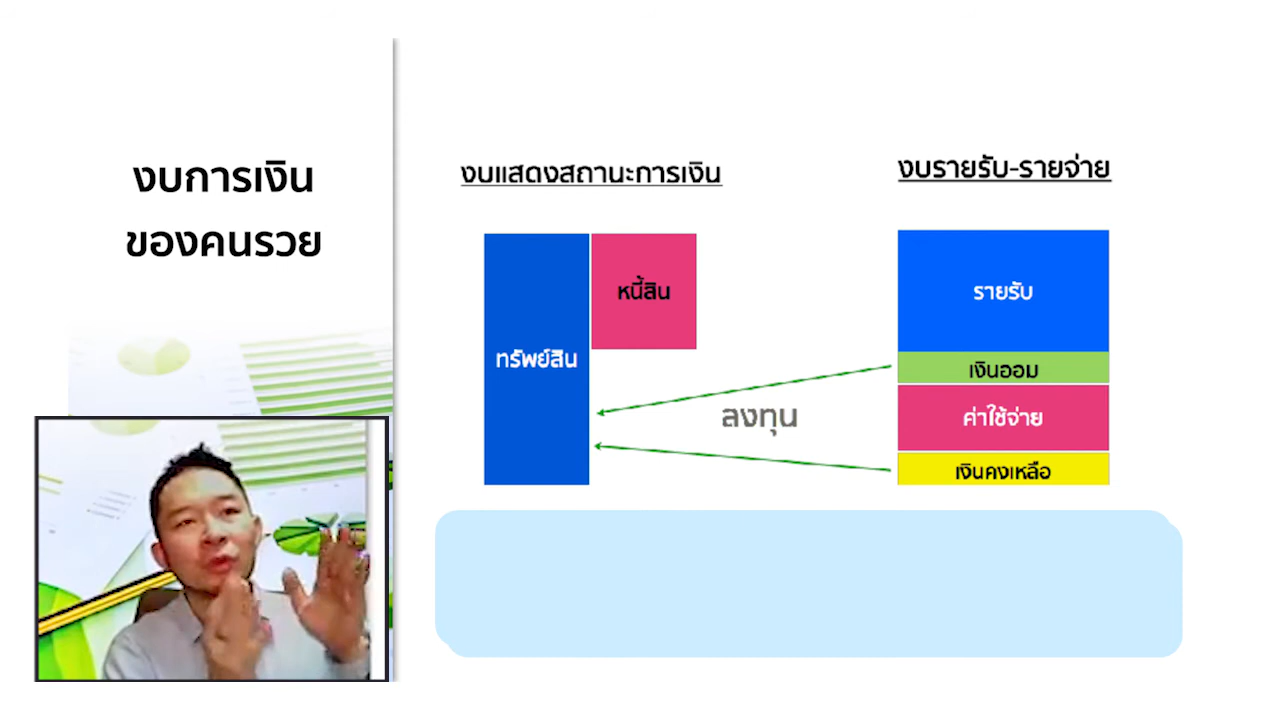 งบการเงิน
ของคนรวย
งบแสดงสถานะการเงิน
งบรายรับ-รายจ่าย
หนี้สิน
รายรับ
ทรัพย์สิน
เงินออม
ลงทุน
ค่าใช้จ่าย
เงินคงเหลือ